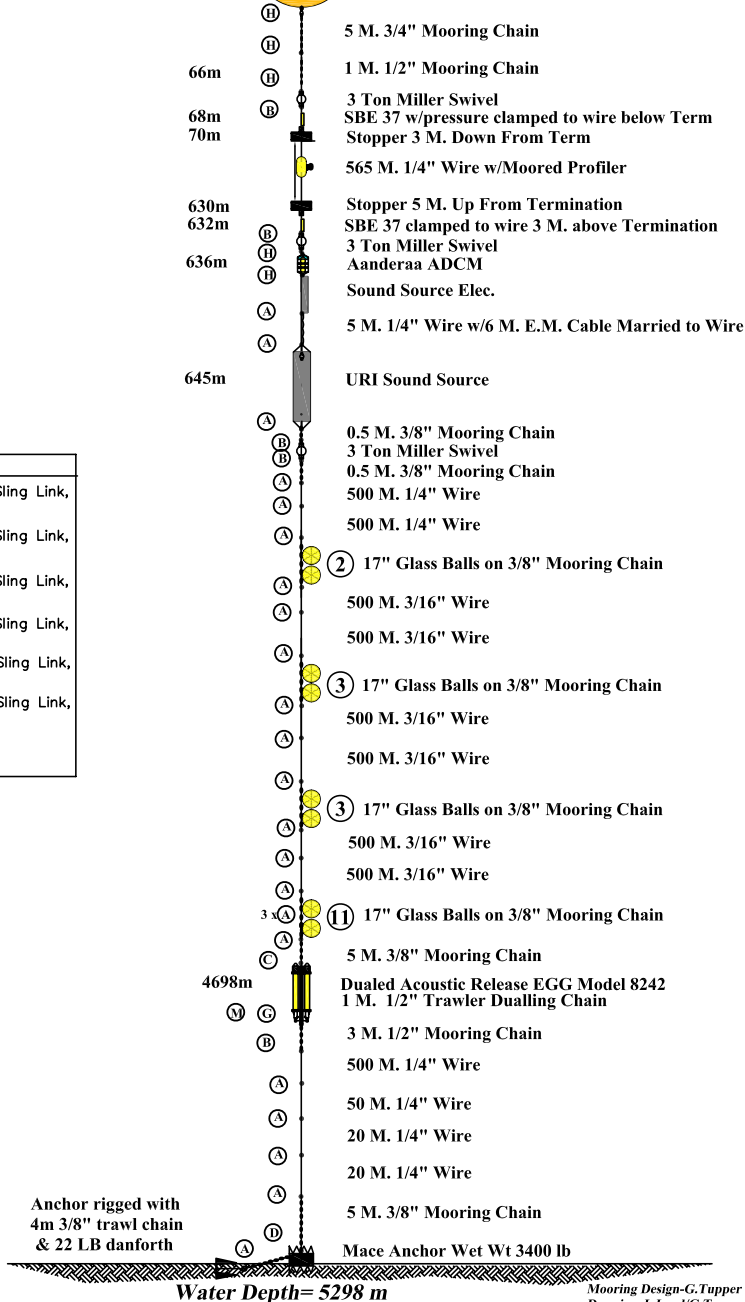 H
5 M. 3/4" Mooring Chain
H
1 M. 1/2" Mooring Chain
66m
H
3 Ton Miller Swivel
B
68m
SBE 37 w/pressure clamped to wire below Term
70m
Stopper 3 M. Down From Term
565 M. 1/4" Wire w/Moored Profiler
630m
Stopper 5 M. Up From Termination
632m
SBE 37 clamped to wire 3 M. above Termination
B
3 Ton Miller Swivel
H
636m
Aanderaa ADCM
H
Sound Source Elec.
A
5 M. 1/4" Wire w/6 M. E.M. Cable Married to Wire
A
645m
URI Sound Source
A
0.5 M. 3/8" Mooring Chain
B
3 Ton Miller Swivel
B
0.5 M. 3/8" Mooring Chain
A
500 M. 1/4" Wire
A
500 M. 1/4" Wire
A
2 17" Glass Balls on 3/8" Mooring Chain
A
500 M. 3/16" Wire
A
500 M. 3/16" Wire
A
3 17" Glass Balls on 3/8" Mooring Chain
A
500 M. 3/16" Wire
A
500 M. 3/16" Wire
A
3 17" Glass Balls on 3/8" Mooring Chain
A
500 M. 3/16" Wire
A
500 M. 3/16" Wire
A
3 x A
11 17" Glass Balls on 3/8" Mooring Chain
A
5 M. 3/8" Mooring Chain
C
4698m
Dualed Acoustic Release EGG Model 8242
1 M. 1/2" Trawler Dualling Chain
M G
3 M. 1/2" Mooring Chain
B
500 M. 1/4" Wire
A
50 M. 1/4" Wire
A
20 M. 1/4" Wire
A
20 M. 1/4" Wire
A
5 M. 3/8" Mooring Chain
D
A
Mace Anchor Wet Wt 3400 lb
Anchor rigged with
4m 3/8" trawl chain
& 22 LB danforth
Water Depth= 5298 m
Mooring Design-G.Tupper
Sling Link,
Sling Link,
Sling Link,
Sling Link,
Sling Link,
Sling Link,